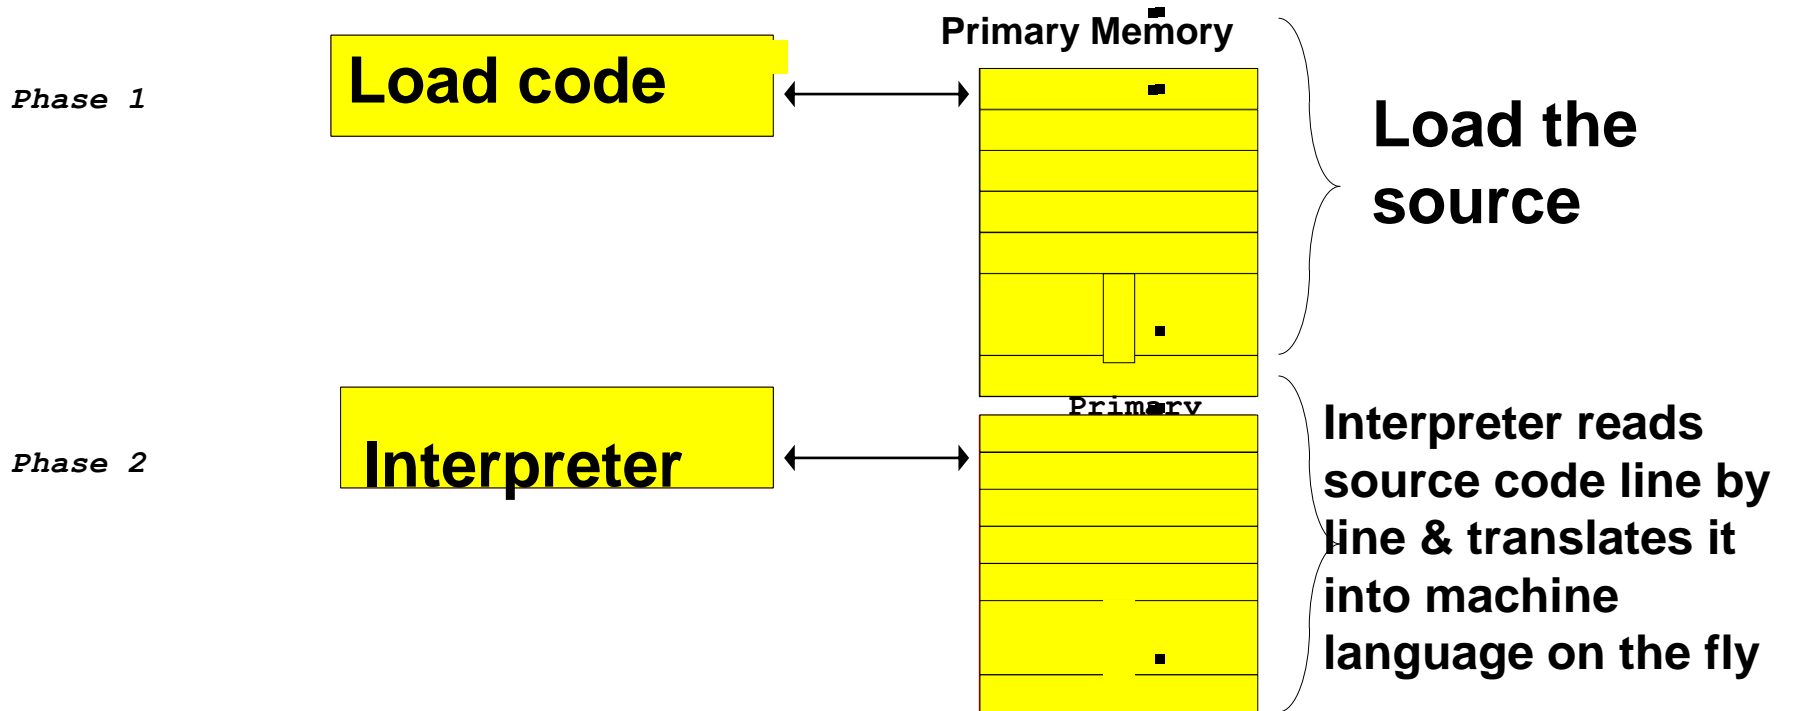 Primary Memory
Phase 1
Load code
Load the
source
Phase 2
Interpreter
Primary
Interpreter reads
source code line by
line & translates it
into machine
language on the fly